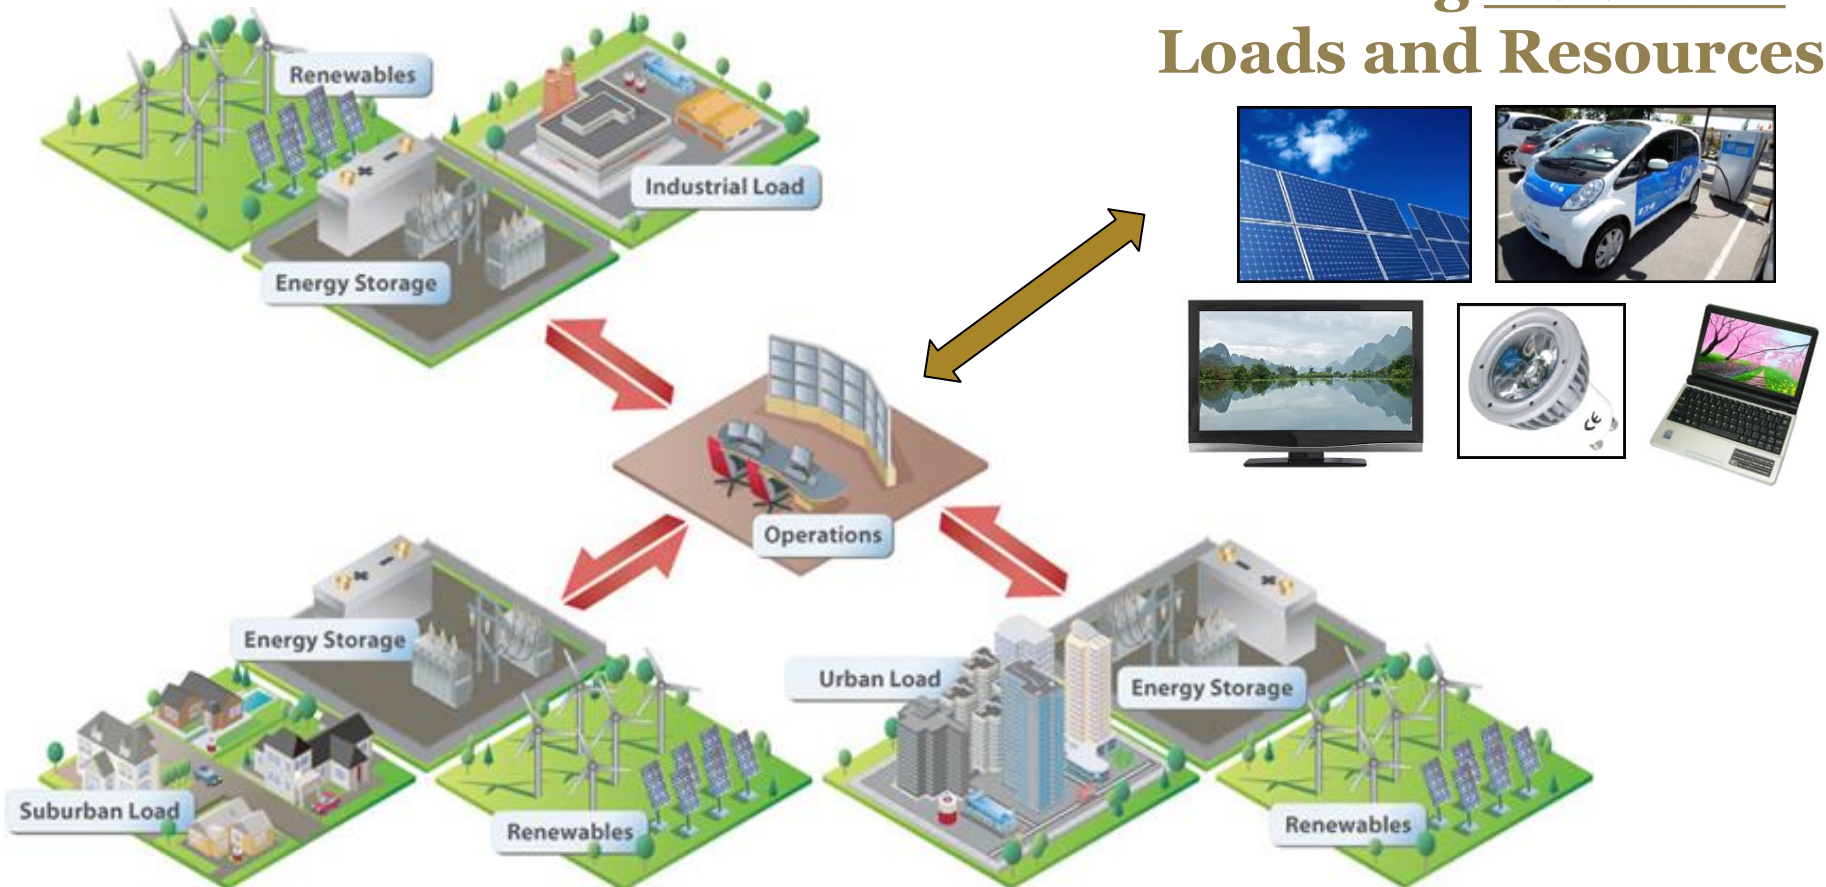 Loads and Resources
Renewables
Industrial Load
Energy Storage
Operations
Energy Storage
Urban Load
Energy Storage
Suburban Load
Renewables
Renewables